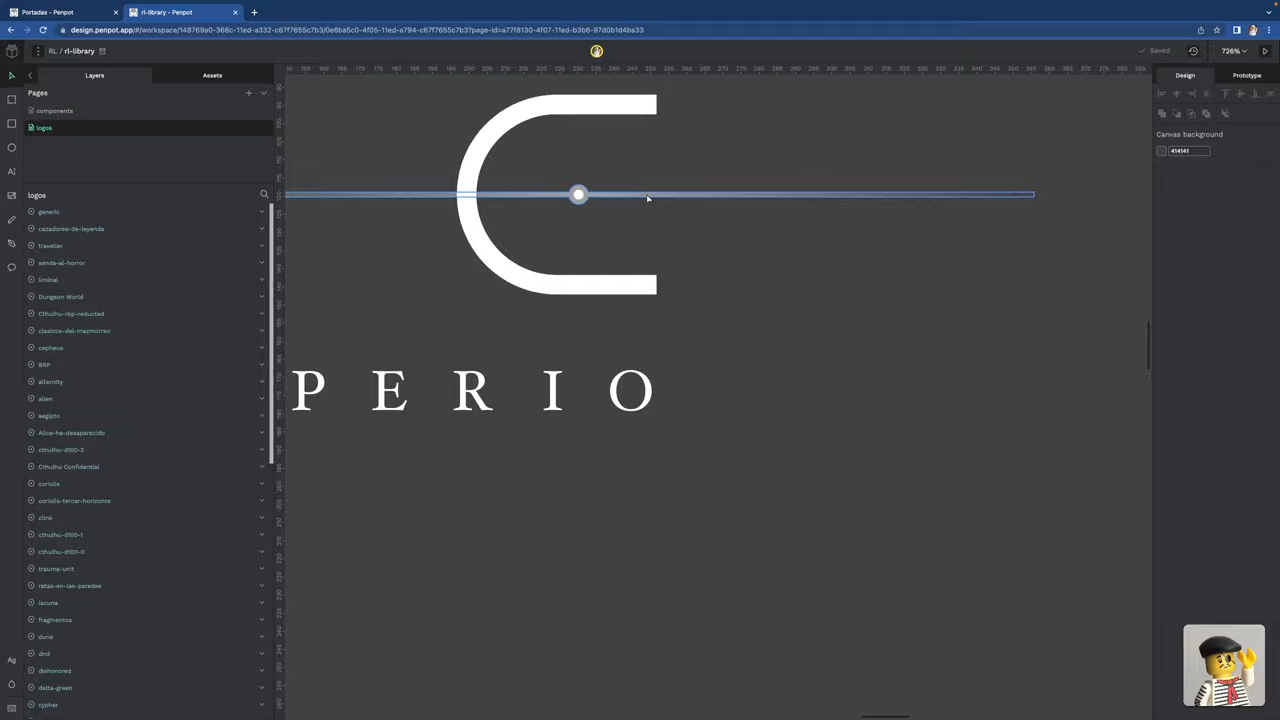 Portadas - Penpot
rl-library - Penpot
design.penpot.app/#/workspace/148769a0-366c-11ed-a332-c67f7655c7b3/0e6ba5c0-4f05-11ed-a794-c67f7655c7b3?page-id=a77f8130-4f07-11ed-b3b6-97d0b1d4ba33
RL / rl-library
Saved
726%
Layers
Assets
Design
Prototype
Pages
components
logos
Canvas background
414141
logos
generic
cazadores-de-leyenda
traveller
senda-al-horror
liminal
Dungeon World
Cthulhu-rbp-reducted
clasicos-del-mazmorreo
cepheus
BRP
alternity
alien
aegipto
Alice-ha-desaparecido
cthulhu-d100-2
Cthulhu Confidential
coriolis
coriolis-tercer-horizonte
clink
cthulhu-d100-1
cthulhu-d100-0
trauma-unit
ratas-en-las-paredes
lacuna
fragmentos
dune
dnd
dishonored
delta-green
cypher
P E R I O